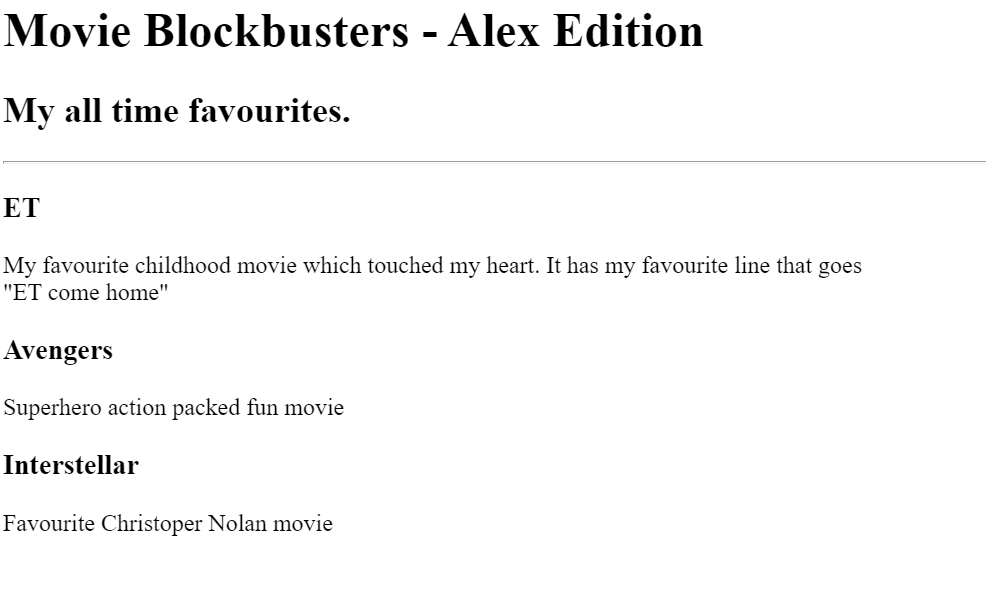 Movie Blockbusters - Alex Edition
My all time favourites.
ET
My favourite childhood movie which touched my heart. It has my favourite line that goes
"ET come home"
Avengers
Superhero action packed fun movie
Interstellar
Favourite Christoper Nolan movie